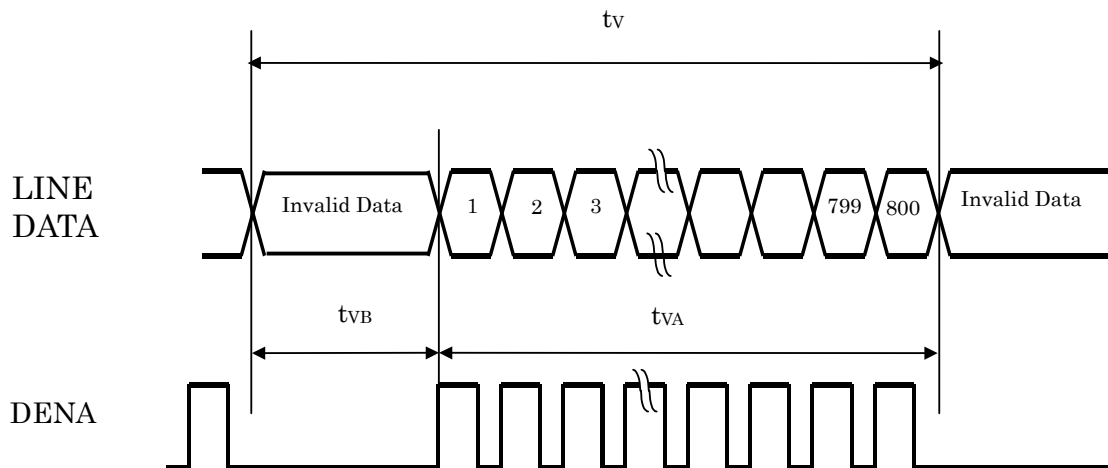 tV
LINE
DATA
Invalid Data
1
2
3
799
800
Invalid Data
tVB
tVA
DENA